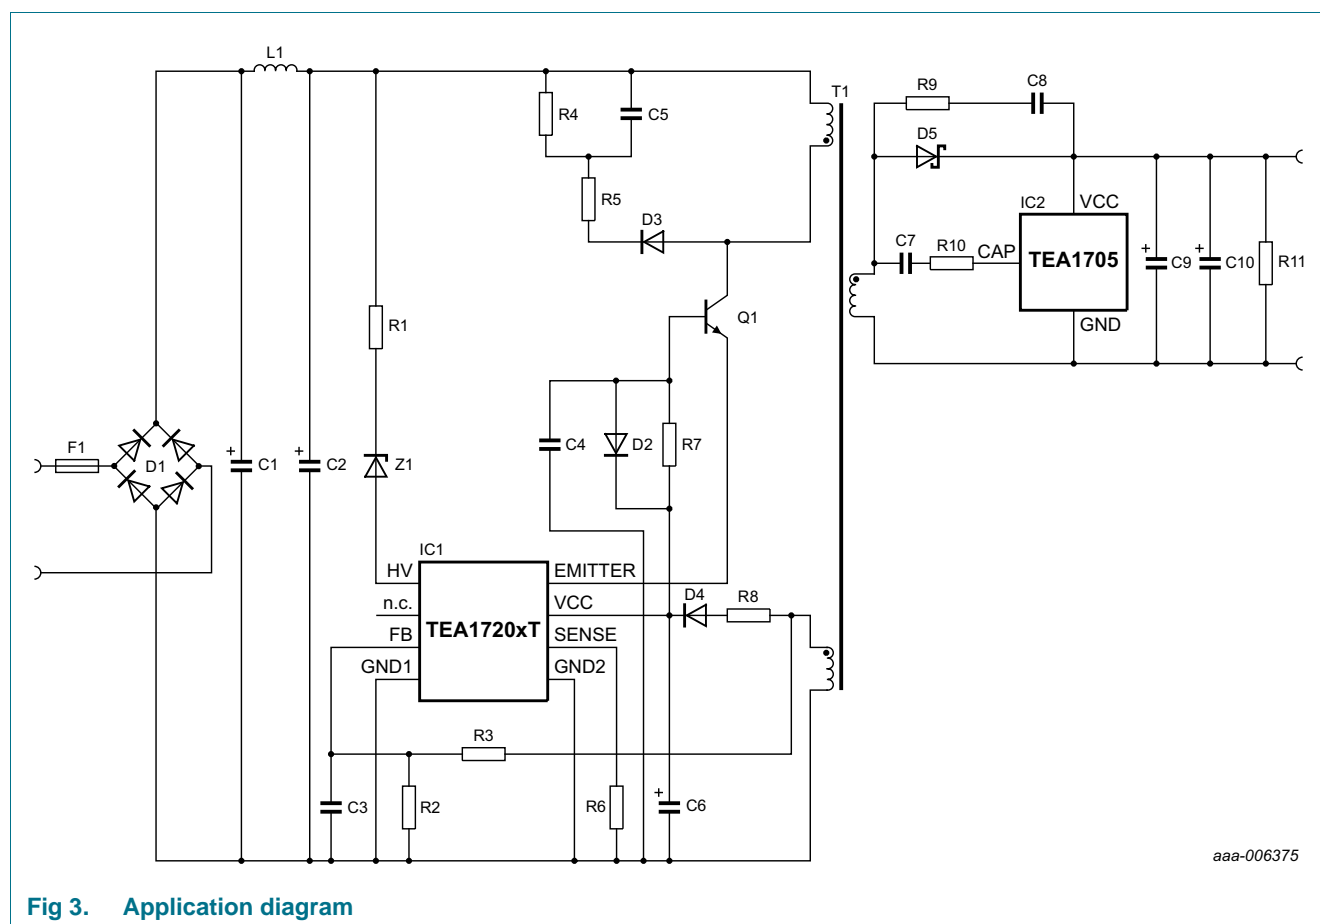 L1
T1
R9
C8
R4
C5
D5
R5
IC2
VCC
D3
C7
R10
CAP
TEA1705
C9
C10
R11
R1
Q1
GND
F1
D1
C1
C2
Z1
C4
D2
R7
IC1
HV
EMITTER
n.c.
VCC
D4
R8
TEA1720xT
FB
SENSE
GND1
GND2
R3
C3
R2
R6
C6
+
+
+
+
+
aaa-006375
Fig 3. Application diagram